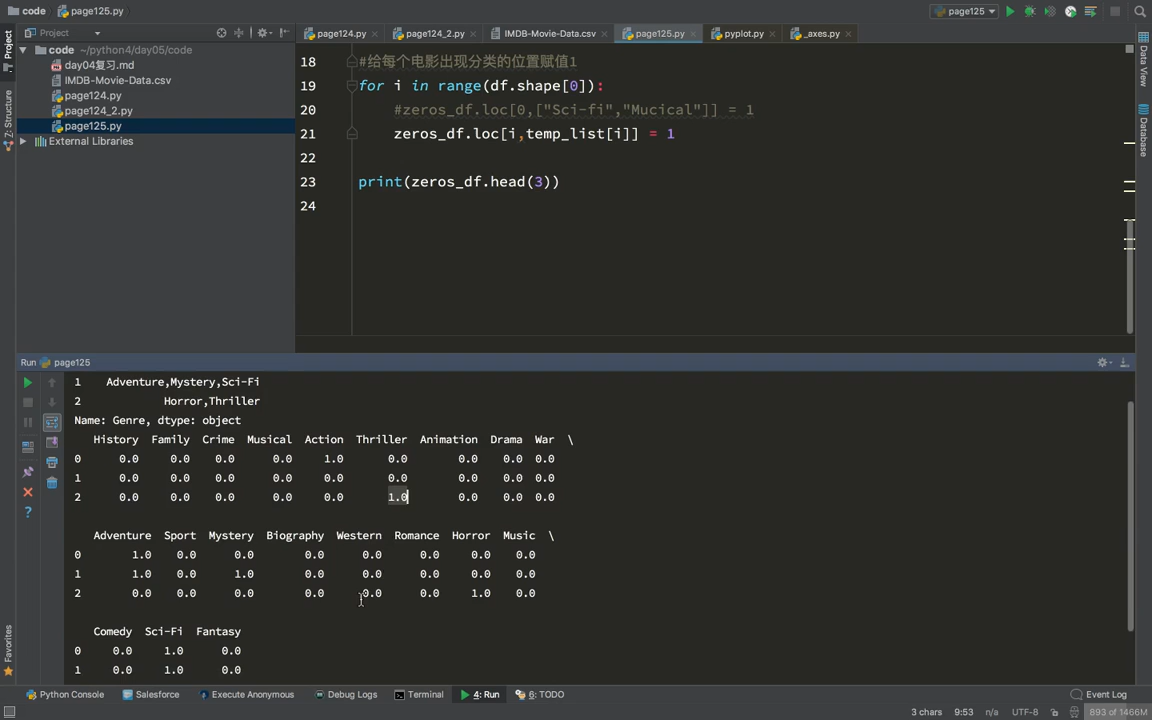 code
page125.py
page125
Project
code ~/python4/day05/code
day04复习.md
IMDB-Movie-Data.csv
page124.py
page124_2.py
page125.py
External Libraries
1: Project
7: Structure
Favorites
page124.py
page124_2.py
IMDB-Movie-Data.csv
page125.py
pyplot.py
_axes.py
18 #给每个电影出现分类的位置赋值1
19 for i in range(df.shape[0]):
20 #zeros_df.loc[0,["Sci-fi","Mucical"]] = 1
21 zeros_df.loc[i,temp_list[i]] = 1
22
23 print(zeros_df.head(3))
24
Data View
Database
Run page125
1 Adventure,Mystery,Sci-Fi
2 Horror,Thriller
Name: Genre, dtype: object
History Family Crime Musical Action Thriller Animation Drama War \
0 0.0 0.0 0.0 0.0 1.0 0.0 0.0 0.0 0.0
1 0.0 0.0 0.0 0.0 0.0 0.0 0.0 0.0 0.0
2 0.0 0.0 0.0 0.0 0.0 1.0 0.0 0.0 0.0
Adventure Sport Mystery Biography Western Romance Horror Music \
0 1.0 0.0 0.0 0.0 0.0 0.0 0.0 0.0
1 1.0 0.0 1.0 0.0 0.0 0.0 0.0 0.0
2 0.0 0.0 0.0 0.0 0.0 0.0 1.0 0.0
Comedy Sci-Fi Fantasy
0 0.0 1.0 0.0
1 0.0 1.0 0.0
Python Console
Salesforce
Execute Anonymous
Debug Logs
Terminal
4: Run
6: TODO
Event Log
3 chars 9:53 n/a UTF-8 893 of 1466M